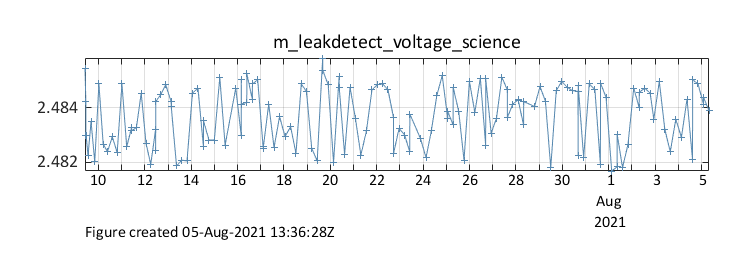 m_leakdetect_voltage_science
2.484
2.482
10 12 14 16 18 20 22 24 26 28 30 1 3 5
Aug
2021
Figure created 05-Aug-2021 13:36:28Z